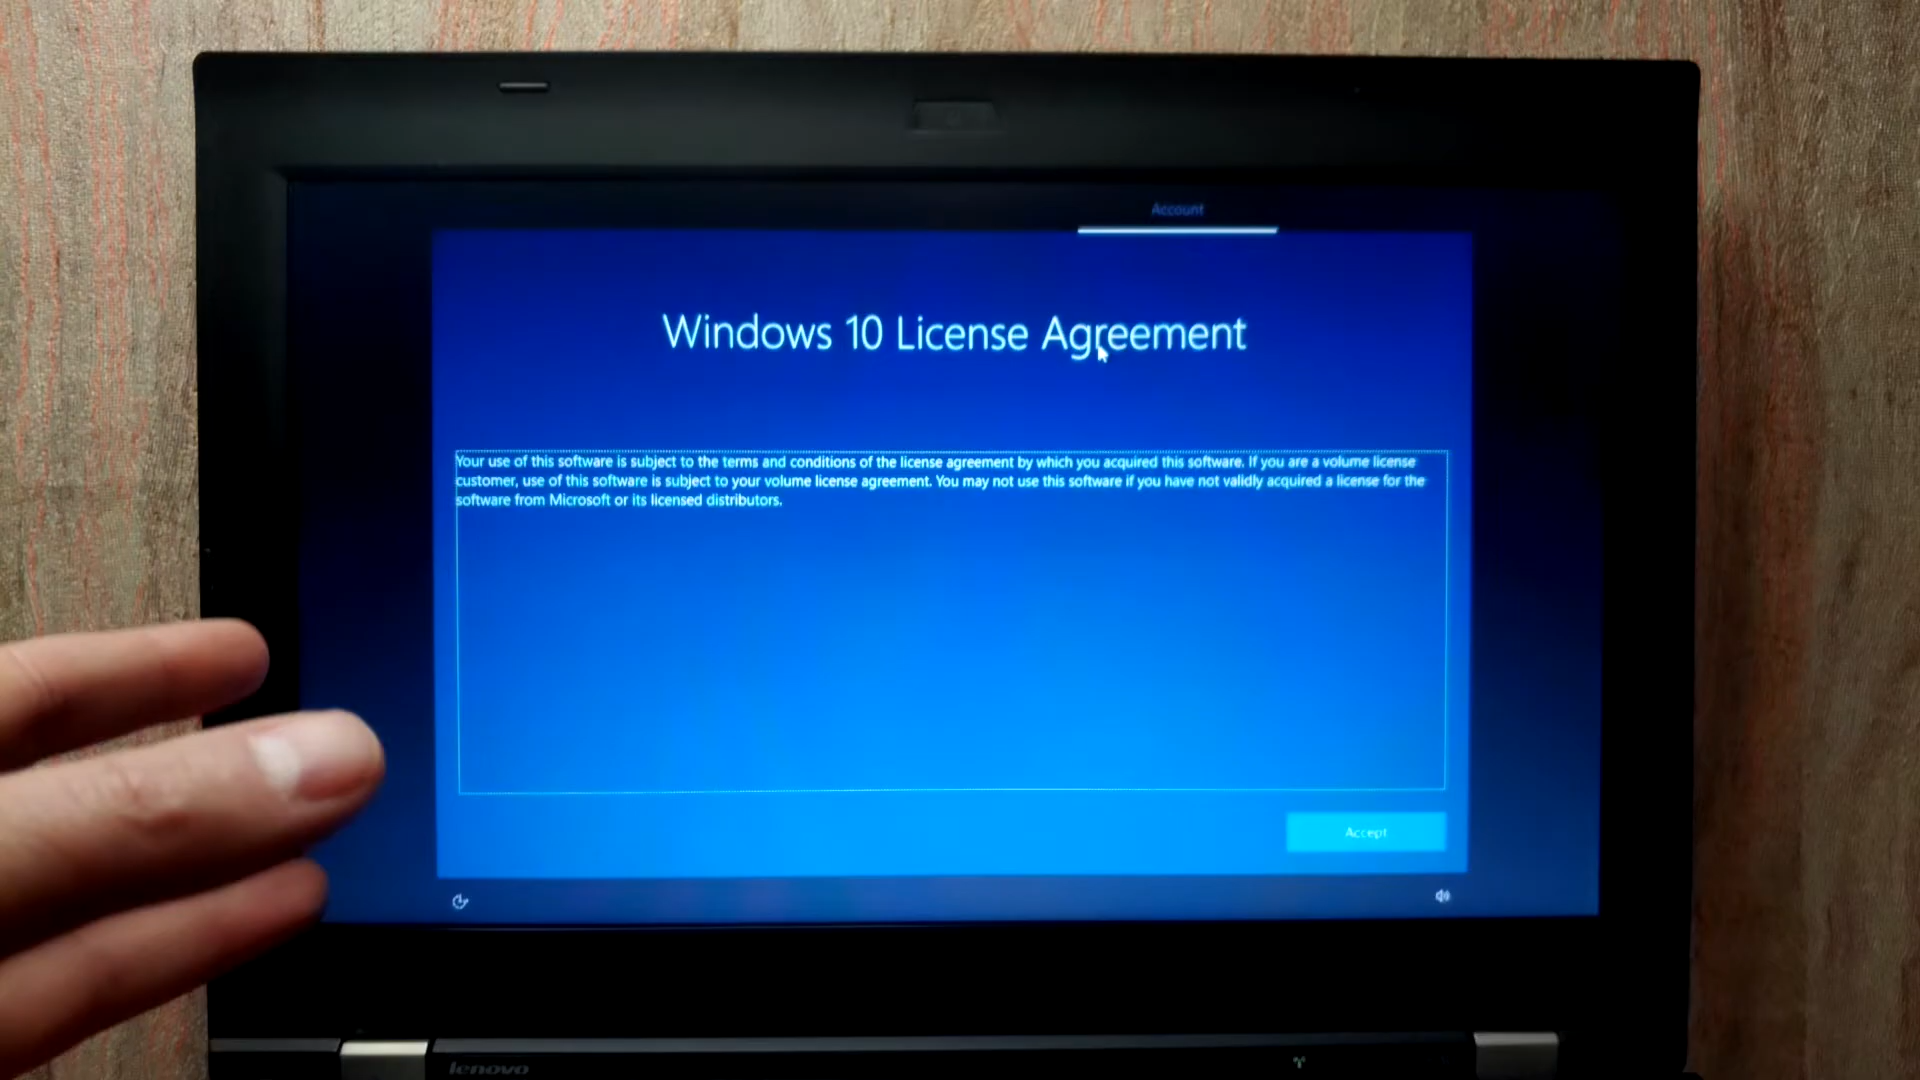 Account
Windows 10 License Agreement
Your use of this software is subject to the terms and conditions of the license agreement by which you acquired this software. If you are a volume license
customer, use of this software is subject to your volume license agreement. You may not use this software if you have not validly acquired a license for the
software from Microsoft or its licensed distributors.
Accept
lenovo